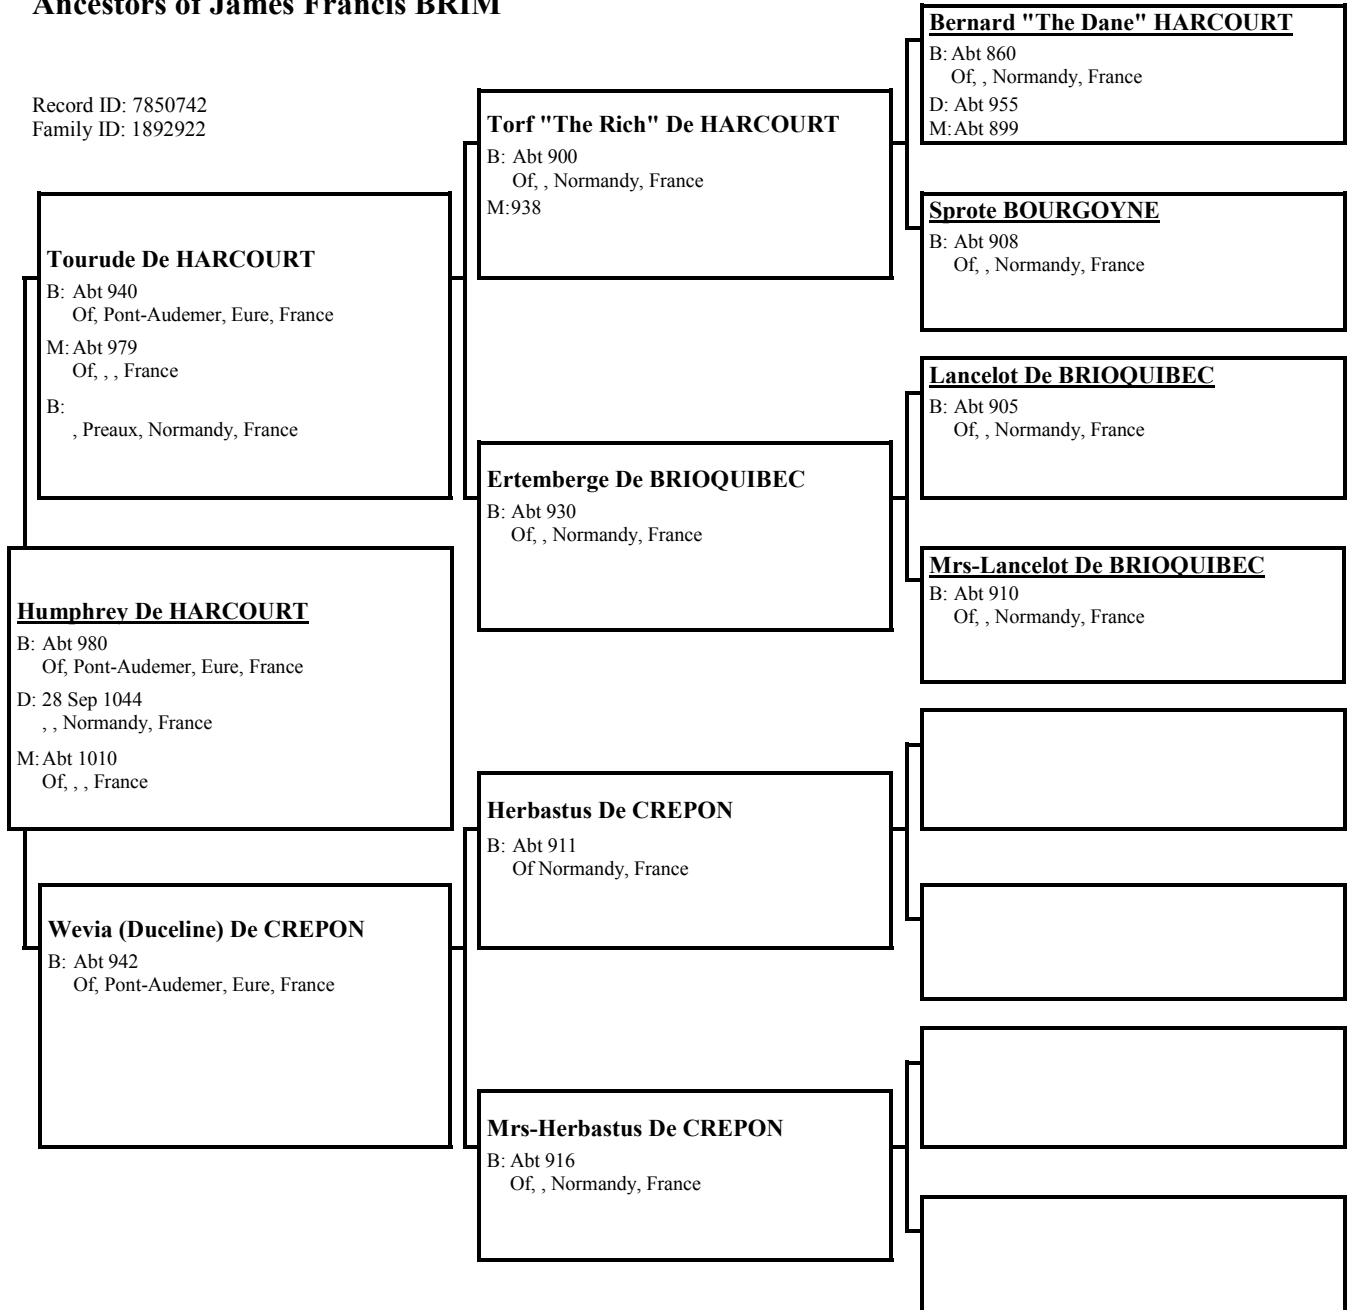 Ancestors of James Francis BRIM
Record ID: 7850742
Family ID: 1892922
Tourude De HARCOURT
B: Abt 940
Of, Pont-Audemer, Eure, France
M: Abt 979
Of, , , France
B:
, Preaux, Normandy, France
Humphrey De HARCOURT
B: Abt 980
Of, Pont-Audemer, Eure, France
D: 28 Sep 1044
, , Normandy, France
M: Abt 1010
Of, , , France
Wevia (Duceline) De CREPON
B: Abt 942
Of, Pont-Audemer, Eure, France
Torf "The Rich" De HARCOURT
B: Abt 900
Of, , Normandy, France
M:938
Ertemberge De BRIOQUIBEC
B: Abt 930
Of, , Normandy, France
Herbastus De CREPON
B: Abt 911
Of Normandy, France
Mrs-Herbastus De CREPON
B: Abt 916
Of, , Normandy, France
Bernard "The Dane" HARCOURT
B: Abt 860
Of, , Normandy, France
D: Abt 955
M:Abt 899
Sprote BOURGOYNE
B: Abt 908
Of, , Normandy, France
Lancelot De BRIOQUIBEC
B: Abt 905
Of, , Normandy, France
Mrs-Lancelot De BRIOQUIBEC
B: Abt 910
Of, , Normandy, France